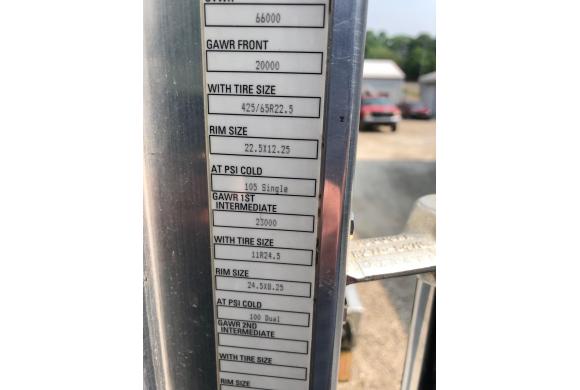 66000
GAWR FRONT
20000
WITH TIRE SIZE
425/65R22.5
RIM SIZE
22.5X12.25
AT PSI COLD
105 Single
GAWR 1ST
INTERMEDIATE
23000
WITH TIRE SIZE
11R24.5
RIM SIZE
24.5X8.25
AT PSI COLD
100 Dual
GAWR 2ND
INTERMEDIATE
WITH TIRE SIZE
RIM SIZE